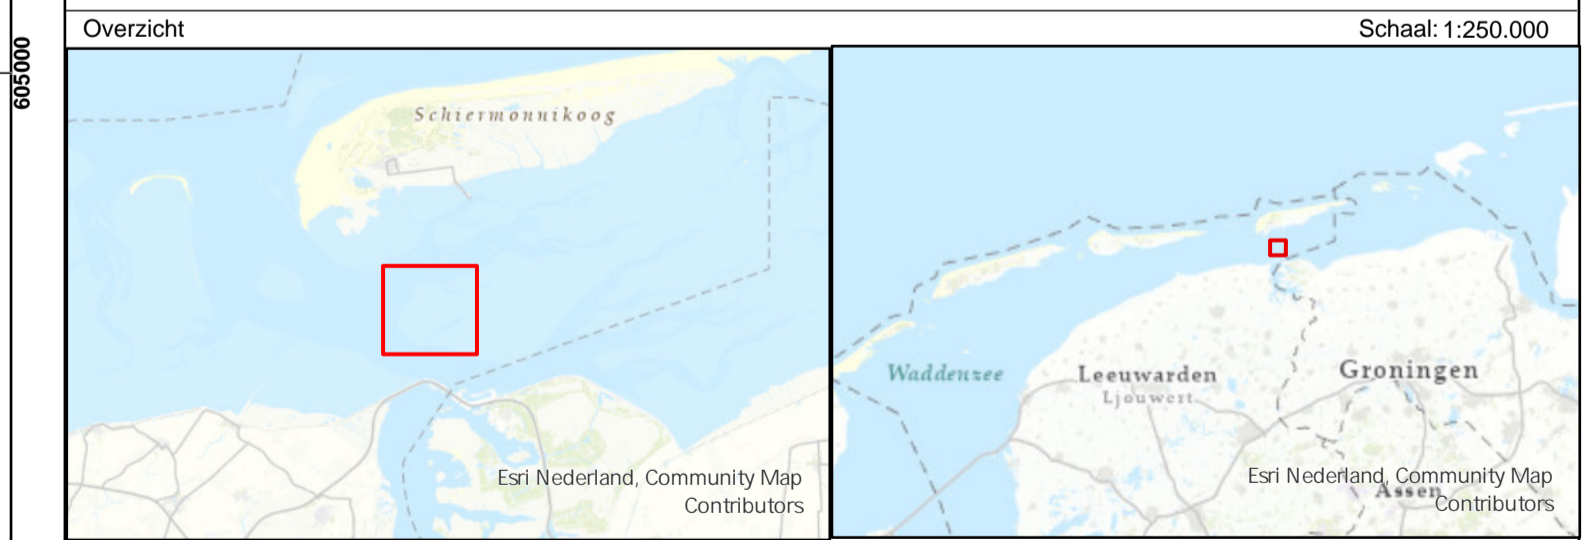 Overzicht
Schaal: 1:250.000
605000
Schiermonnikoog
Esri Nederland, Community Map
Contributors
Waddenzee
Leeuwarden
Ljouwert
Groningen
Assen
Esri Nederland, Community Map
Contributors